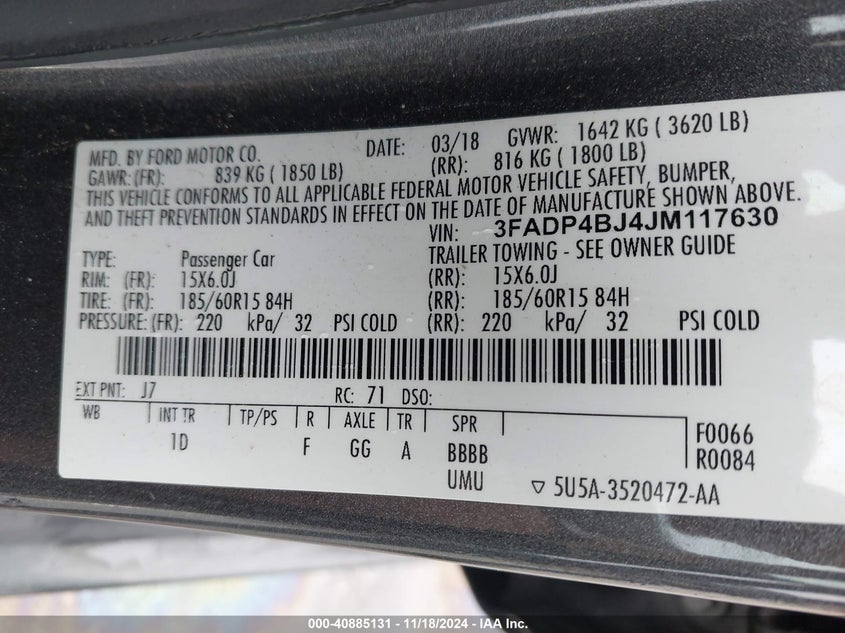 MFD. BY FORD MOTOR CO. DATE: 03/18 GVWR: 1642 KG ( 3620 LB)
GAWR: (FR): 839 KG ( 1850 LB) (RR): 816 KG ( 1800 LB)
THIS VEHICLE CONFORMS TO ALL APPLICABLE FEDERAL MOTOR VEHICLE SAFETY, BUMPER,
AND THEFT PREVENTION STANDARDS IN EFFECT ON THE DATE OF MANUFACTURE SHOWN ABOVE.
VIN: 3FADP4BJ4JM117630
TYPE: Passenger Car TRAILER TOWING - SEE OWNER GUIDE
RIM: (FR): 15X6.0J (RR): 15X6.0J
TIRE: (FR): 185/60R15 84H (RR): 185/60R15 84H
PRESSURE: (FR): 220 kPa/ 32 PSI COLD (RR): 220 kPa/ 32 PSI COLD
EXT PNT: J7 RC: 71 DSO:
WB INT TR TP/PS R AXLE TR SPR F0066
1D F GG A BBBB R0084
UMU ▽ 5U5A-3520472-AA
000-40885131 - 11/18/2024 - IAA Inc.